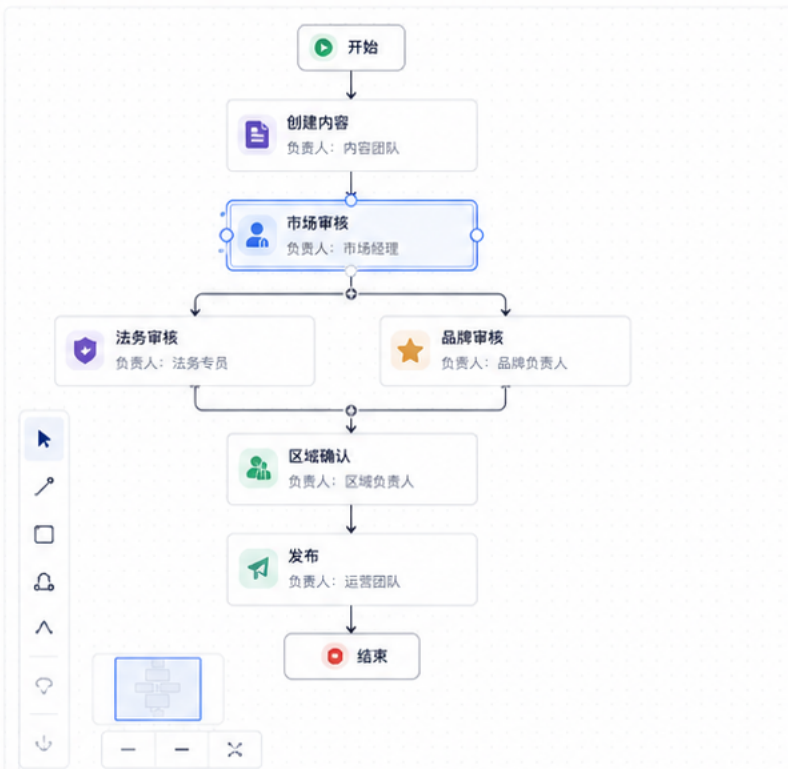 开始
创建内容
负责人：内容团队
市场审核
负责人：市场经理
法务审核
负责人：法务专员
品牌审核
负责人：品牌负责人
区域确认
负责人：区域负责人
发布
负责人：运营团队
结束